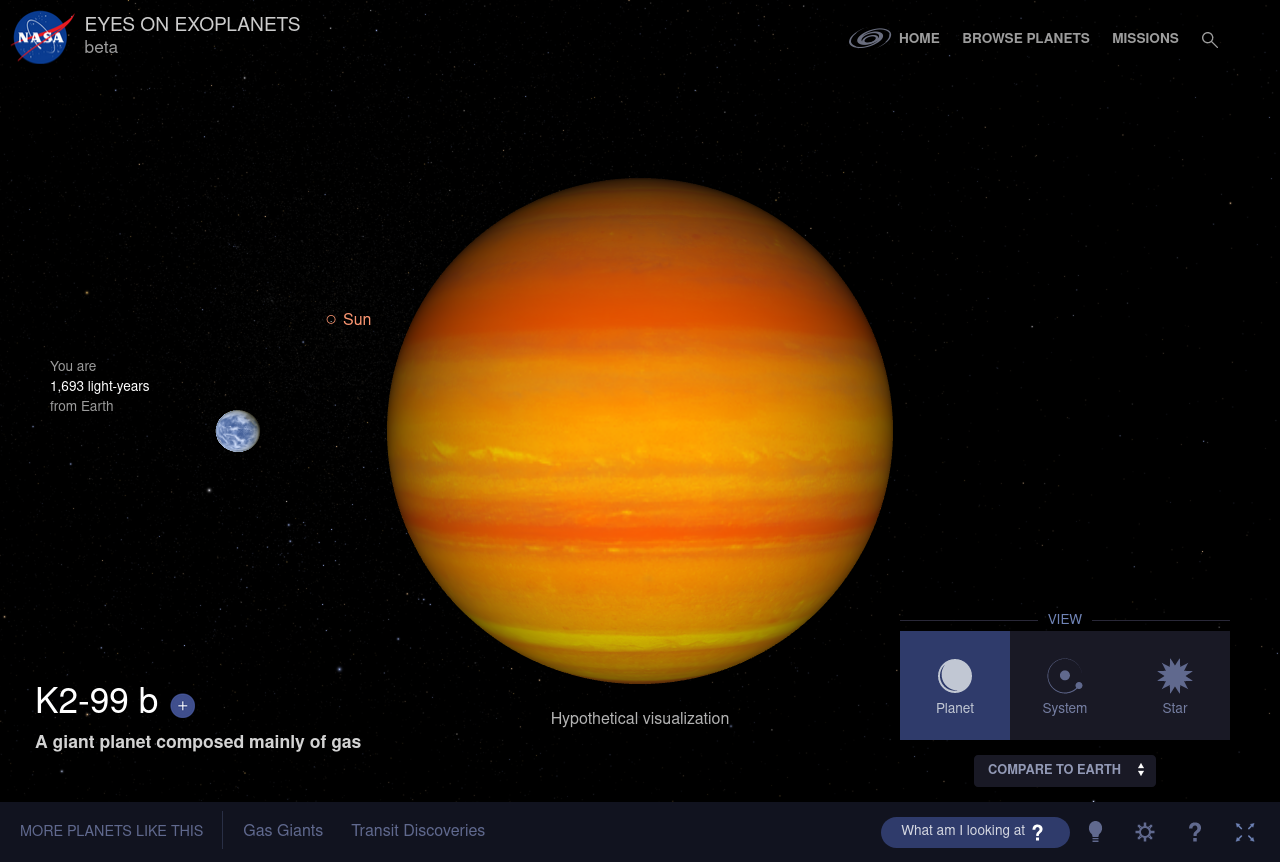 NASA
EYES ON EXOPLANETS
beta
HOME
BROWSE PLANETS
MISSIONS
Sun
You are
1,693 light-years
from Earth
K2-99 b +
A giant planet composed mainly of gas
Hypothetical visualization
VIEW
Planet
System
Star
COMPARE TO EARTH
MORE PLANETS LIKE THIS
Gas Giants
Transit Discoveries
What am I looking at ?
?